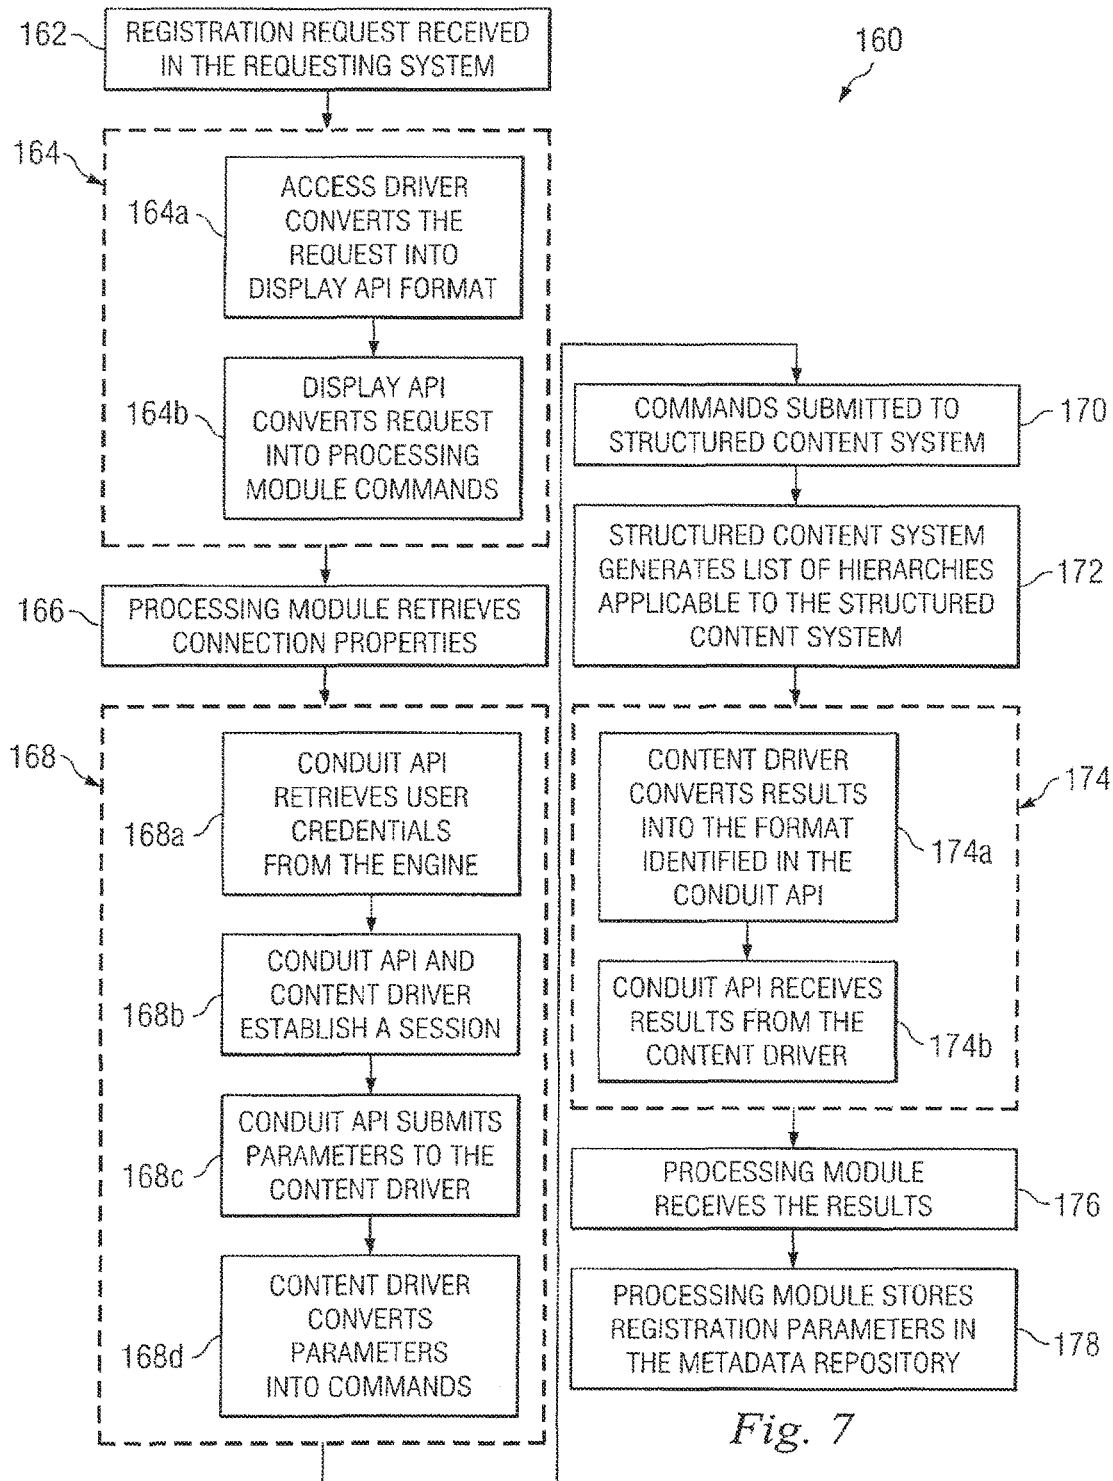 162
REGISTRATION REQUEST RECEIVED
IN THE REQUESTING SYSTEM
160
164
164a
ACCESS DRIVER
CONVERTS THE
REQUEST INTO
DISPLAY API FORMAT
164b
DISPLAY API
CONVERTS REQUEST
INTO PROCESSING
MODULE COMMANDS
166
PROCESSING MODULE RETRIEVES
CONNECTION PROPERTIES
168
168a
CONDUIT API
RETRIEVES USER
CREDENTIALS
FROM THE ENGINE
168b
CONDUIT API AND
CONTENT DRIVER
ESTABLISH A SESSION
168c
CONDUIT API SUBMITS
PARAMETERS TO THE
CONTENT DRIVER
168d
CONTENT DRIVER
CONVERTS
PARAMETERS
INTO COMMANDS
COMMANDS SUBMITTED TO
STRUCTURED CONTENT SYSTEM
170
STRUCTURED CONTENT SYSTEM
GENERATES LIST OF HIERARCHIES
APPLICABLE TO THE STRUCTURED
CONTENT SYSTEM
172
174
CONTENT DRIVER
CONVERTS RESULTS
INTO THE FORMAT
IDENTIFIED IN THE
CONDUIT API
174a
CONDUIT API RECEIVES
RESULTS FROM THE
CONTENT DRIVER
174b
PROCESSING MODULE
RECEIVES THE RESULTS
176
PROCESSING MODULE STORES
REGISTRATION PARAMETERS IN
THE METADATA REPOSITORY
178
Fig. 7